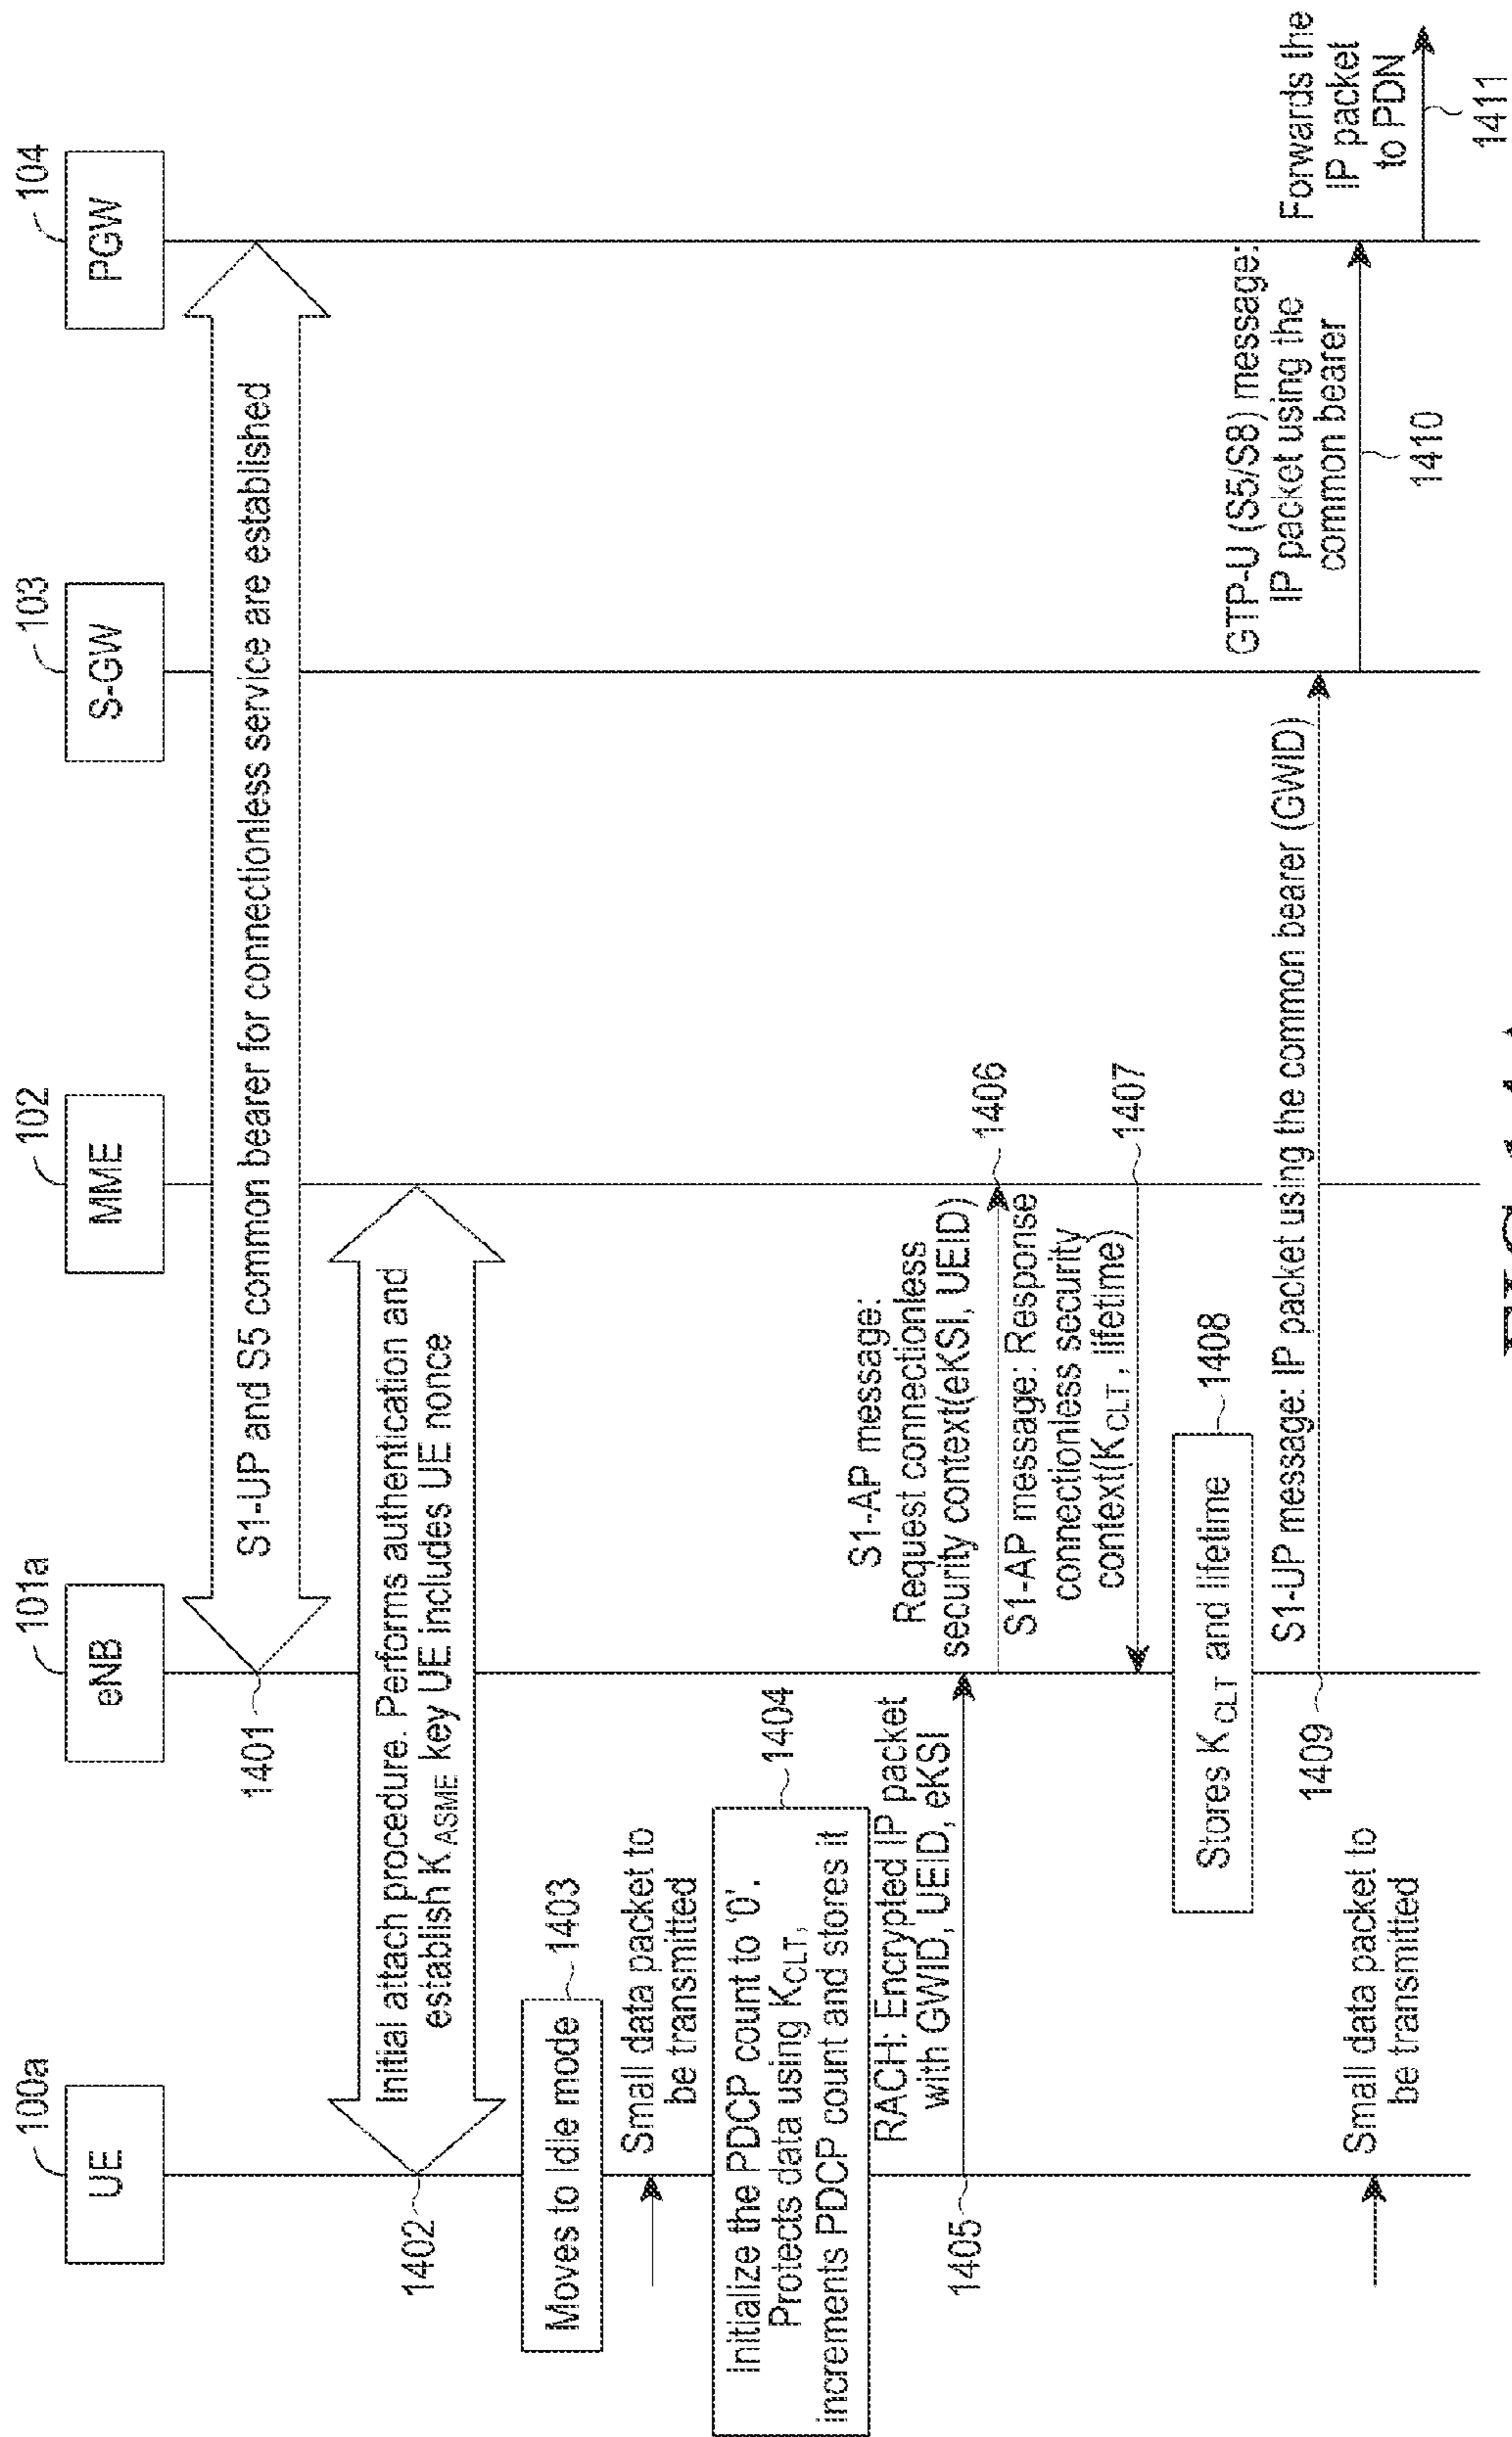 100a
UE
101a
eNB
102
MME
103
S-GW
104
PGW
S1-UP and S5 common bearer for connectionless service are established
1401
Initial attach procedure. Performs authentication and
establish K_ASME key UE includes UE nonce
1402
Moves to Idle mode
1403
Small data packet to
be transmitted
Initialize the PDCP count to '0'.
Protects data using K_CLT,
increments PDCP count and stores it
1404
RACH: Encrypted IP packet
with GWID, UEID, eKSI
1405
S1-AP message:
Request connectionless
security context(eKSI, UEID)
1406
S1-AP message: Response
connectionless security
context(K_CLT, lifetime)
1407
Stores K_CLT and lifetime
1408
S1-UP message: IP packet using the common bearer (GWID)
1409
GTP-U (S5/S8) message:
IP packet using the
common bearer
1410
Forwards the
IP packet
to PDN
1411
Small data packet to
be transmitted